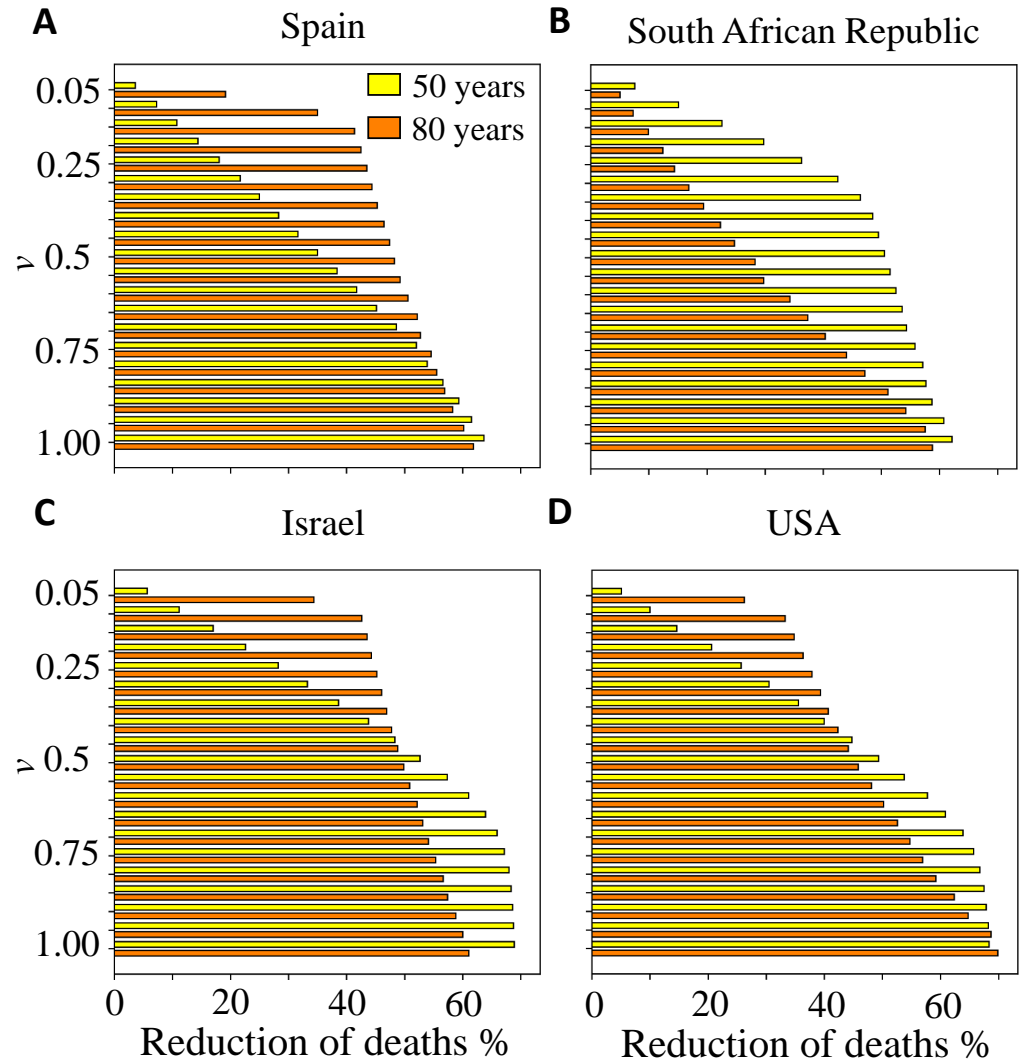 A
Spain
0.05
0.25
0.5
0.75
1.00
v
50 years
80 years
B
South African Republic
C
Israel
0.05
0.25
0.5
0.75
1.00
v
0 20 40 60
Reduction of deaths %
D
USA
0 20 40 60
Reduction of deaths %